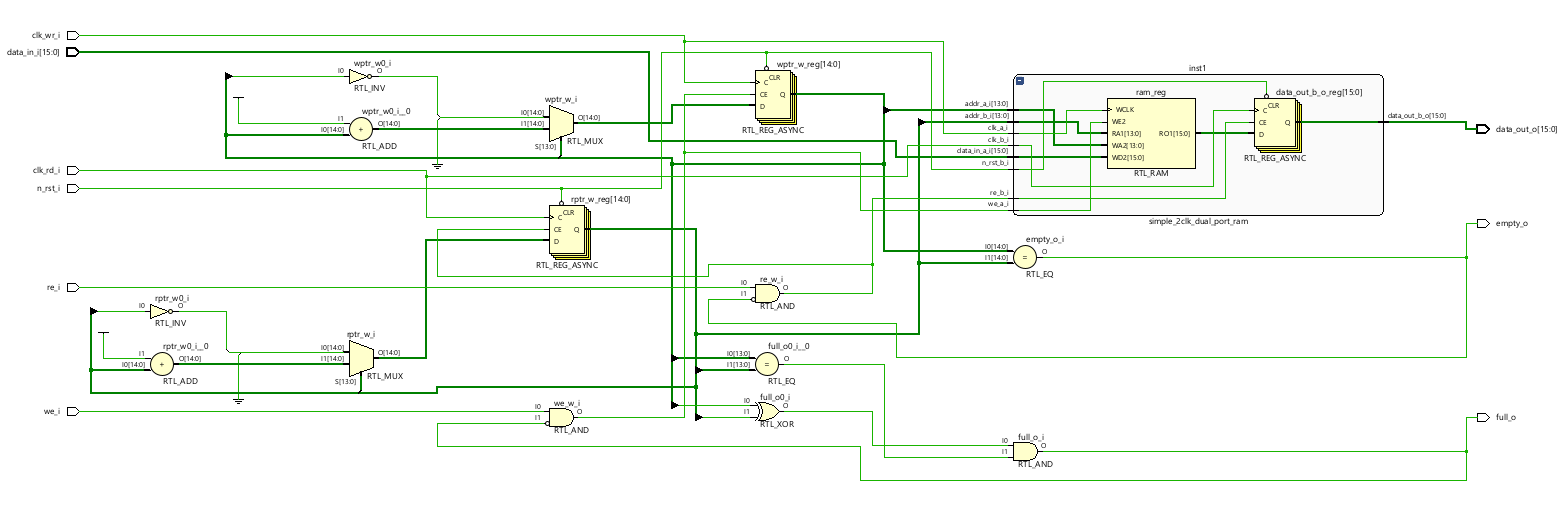 clk_wr_i
data_in_i[15:0]
wptr_w0_i
I0
O
RTL_INV
wptr_w0_i__0
I1
I0[14:0]
O[14:0]
+
RTL_ADD
wptr_w_i
I0[14:0]
I1[14:0]
O[14:0]
S[13:0]
RTL_MUX
wptr_w_reg[14:0]
CLR
C
CE
Q
D
RTL_REG_ASYNC
inst1
addr_a_i[13:0]
addr_b_i[13:0]
clk_a_i
clk_b_i
data_in_a_i[15:0]
n_rst_b_i
re_b_i
we_a_i
ram_reg
WCLK
WE2
RA1[13:0]
RO1[15:0]
WA2[13:0]
WD2[15:0]
RTL_RAM
data_out_b_o_reg[15:0]
CLR
C
CE
Q
D
RTL_REG_ASYNC
data_out_b_o[15:0]
data_out_o[15:0]
simple_2clk_dual_port_ram
clk_rd_i
n_rst_i
rptr_w_reg[14:0]
CLR
C
CE
Q
D
RTL_REG_ASYNC
empty_o
empty_o_i
I0[14:0]
I1[14:0]
O
=
RTL_EQ
re_i
re_w_i
I0
I1
O
RTL_AND
rptr_w0_i
I0
O
RTL_INV
rptr_w0_i__0
I1
I0[14:0]
O[14:0]
+
RTL_ADD
rptr_w_i
I0[14:0]
I1[14:0]
O[14:0]
S[13:0]
RTL_MUX
full_o0_i__0
I0[13:0]
I1[13:0]
O
=
RTL_EQ
we_i
we_w_i
I0
I1
O
RTL_AND
full_o0_i
I0
I1
O
RTL_XOR
full_o
full_o_i
I0
I1
O
RTL_AND